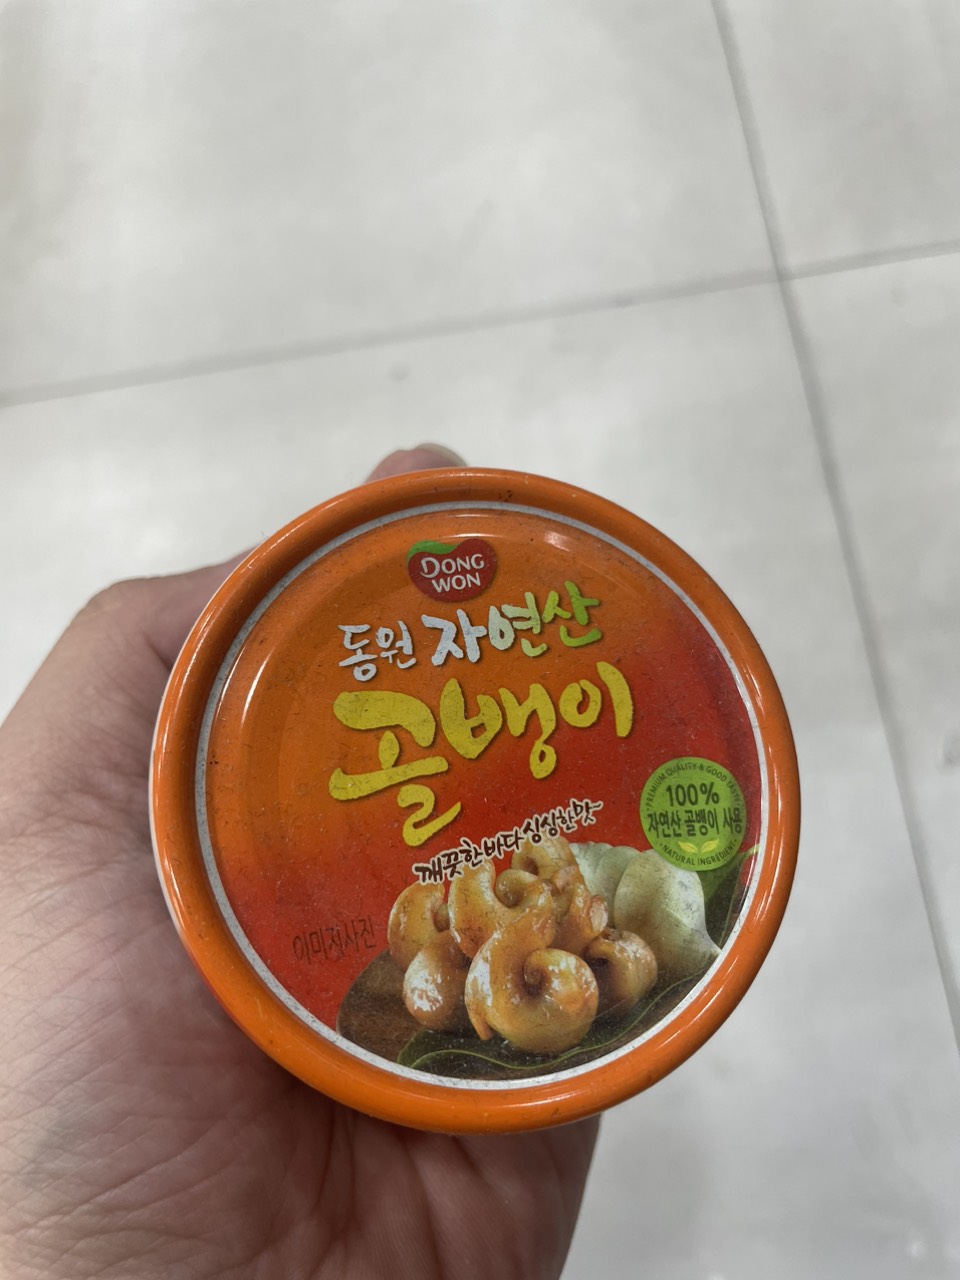 DONG
WON
동원 자연산
골뱅이
깨끗한 바다 싱싱한 맛~
PREMIUM QUALITY & GOOD TASTE
100%
자연산 골뱅이 사용
NATURAL INGREDIENT
이미지사진